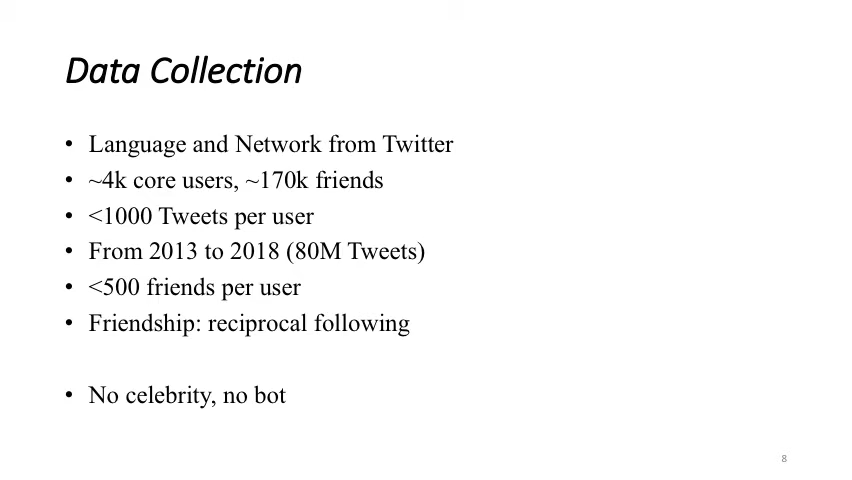 Data Collection
• Language and Network from Twitter
• ~4k core users, ~170k friends
• <1000 Tweets per user
• From 2013 to 2018 (80M Tweets)
• <500 friends per user
• Friendship: reciprocal following
• No celebrity, no bot
8